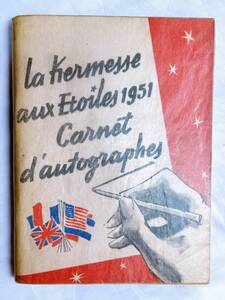 la Kermesse
aux Etoiles 1951
Carnet
d'autographes